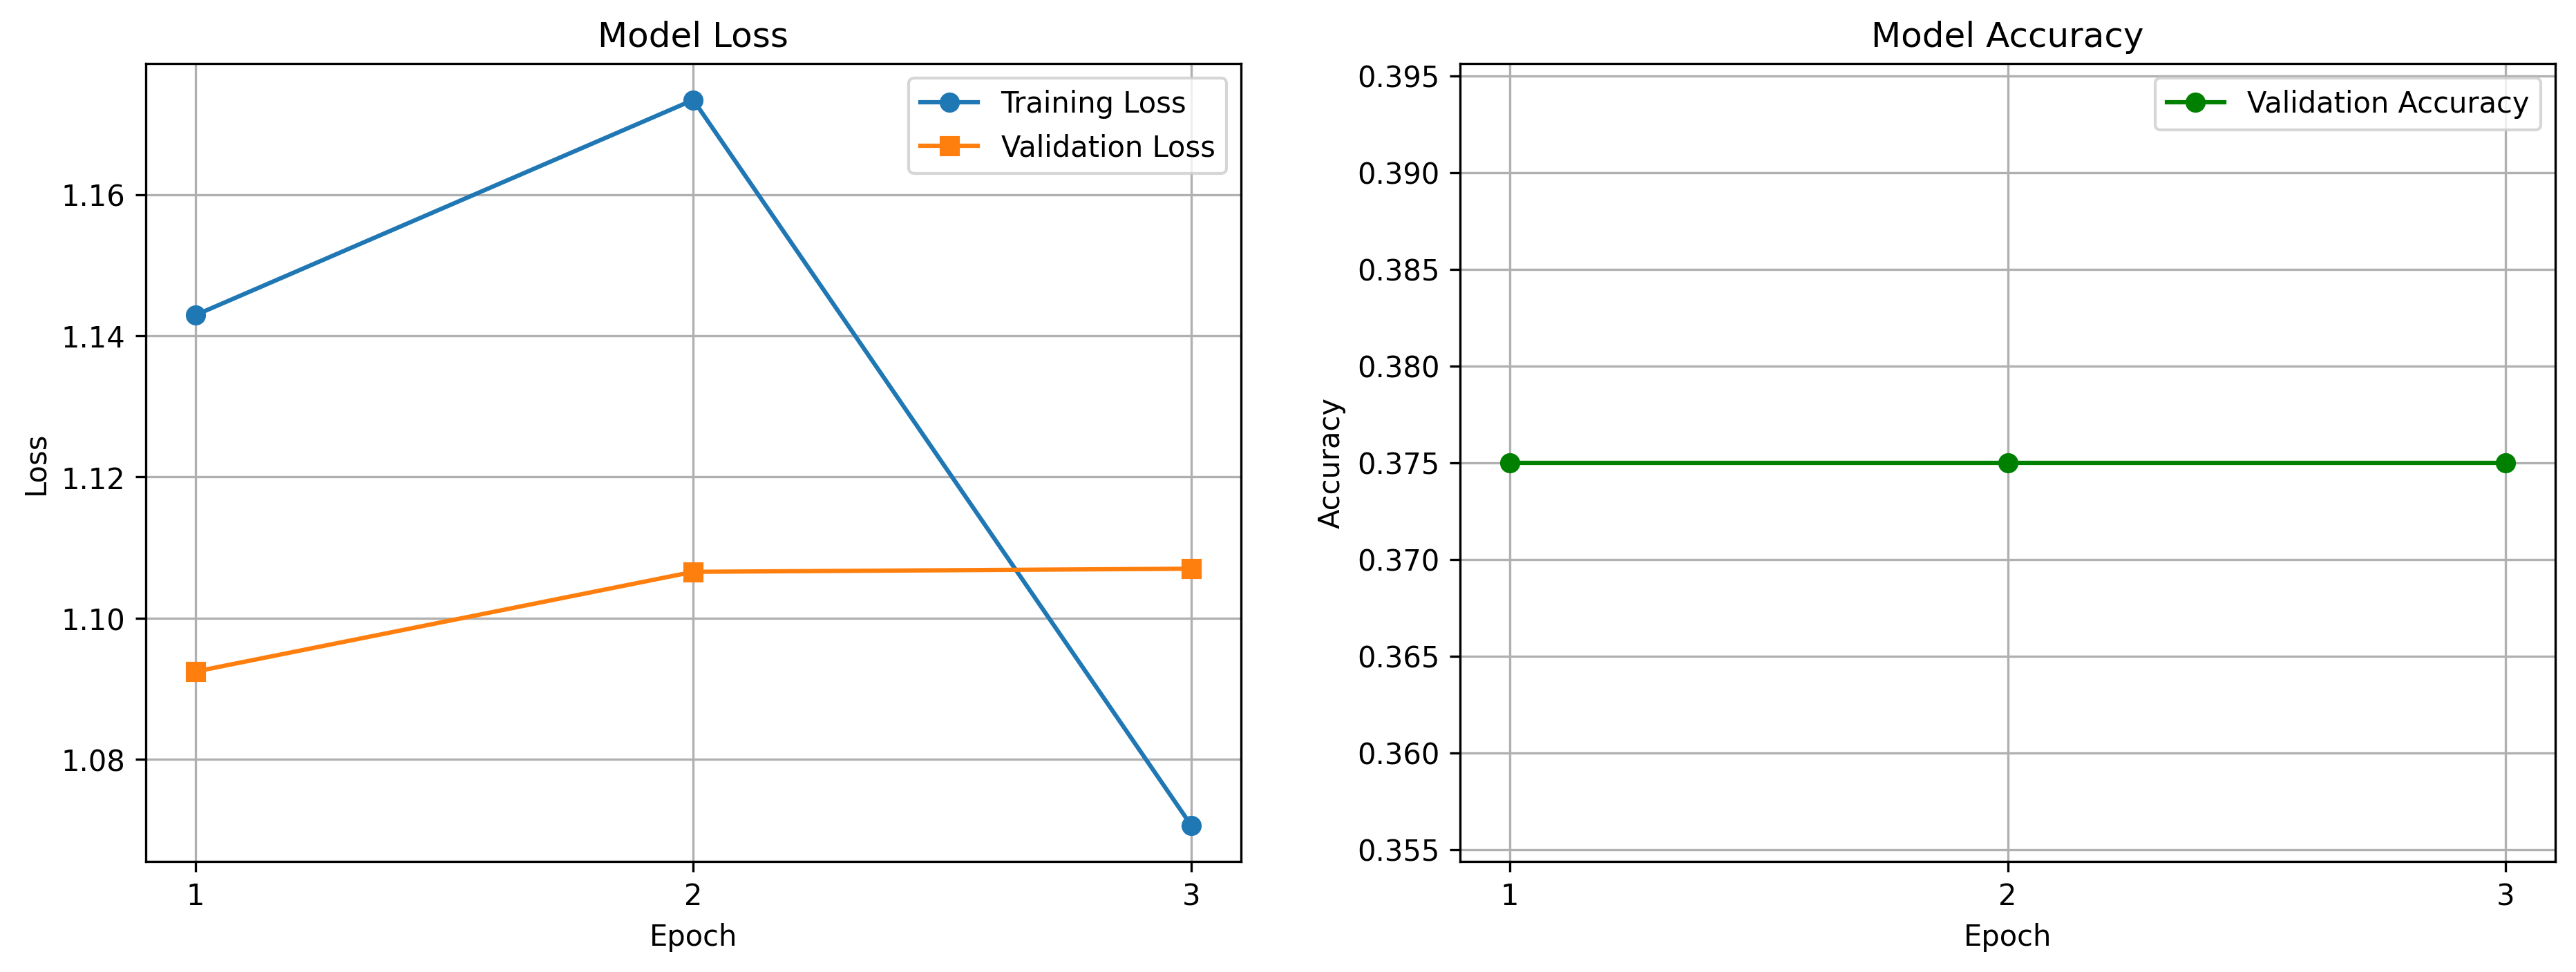 Model Loss
Training Loss
Validation Loss
1.16
1.14
1.12
1.10
1.08
Loss
1 2 3
Epoch
Model Accuracy
Validation Accuracy
0.395
0.390
0.385
0.380
0.375
0.370
0.365
0.360
0.355
Accuracy
1 2 3
Epoch